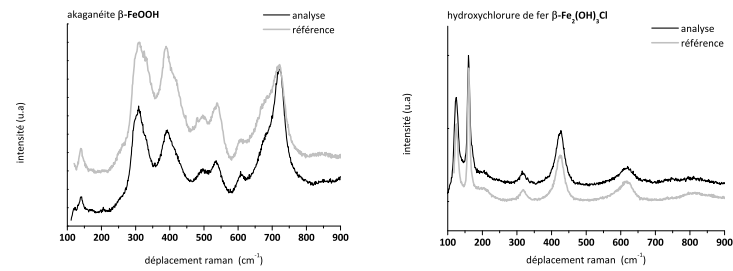 akaganéite β-FeOOH
analyse
référence
intensité (u.a)
100 200 300 400 500 600 700 800 900
déplacement raman (cm⁻¹)
hydroxychlorure de fer β-Fe₂(OH)₃Cl
analyse
référence
intensité (u.a)
100 200 300 400 500 600 700 800 900
déplacement raman (cm⁻¹)